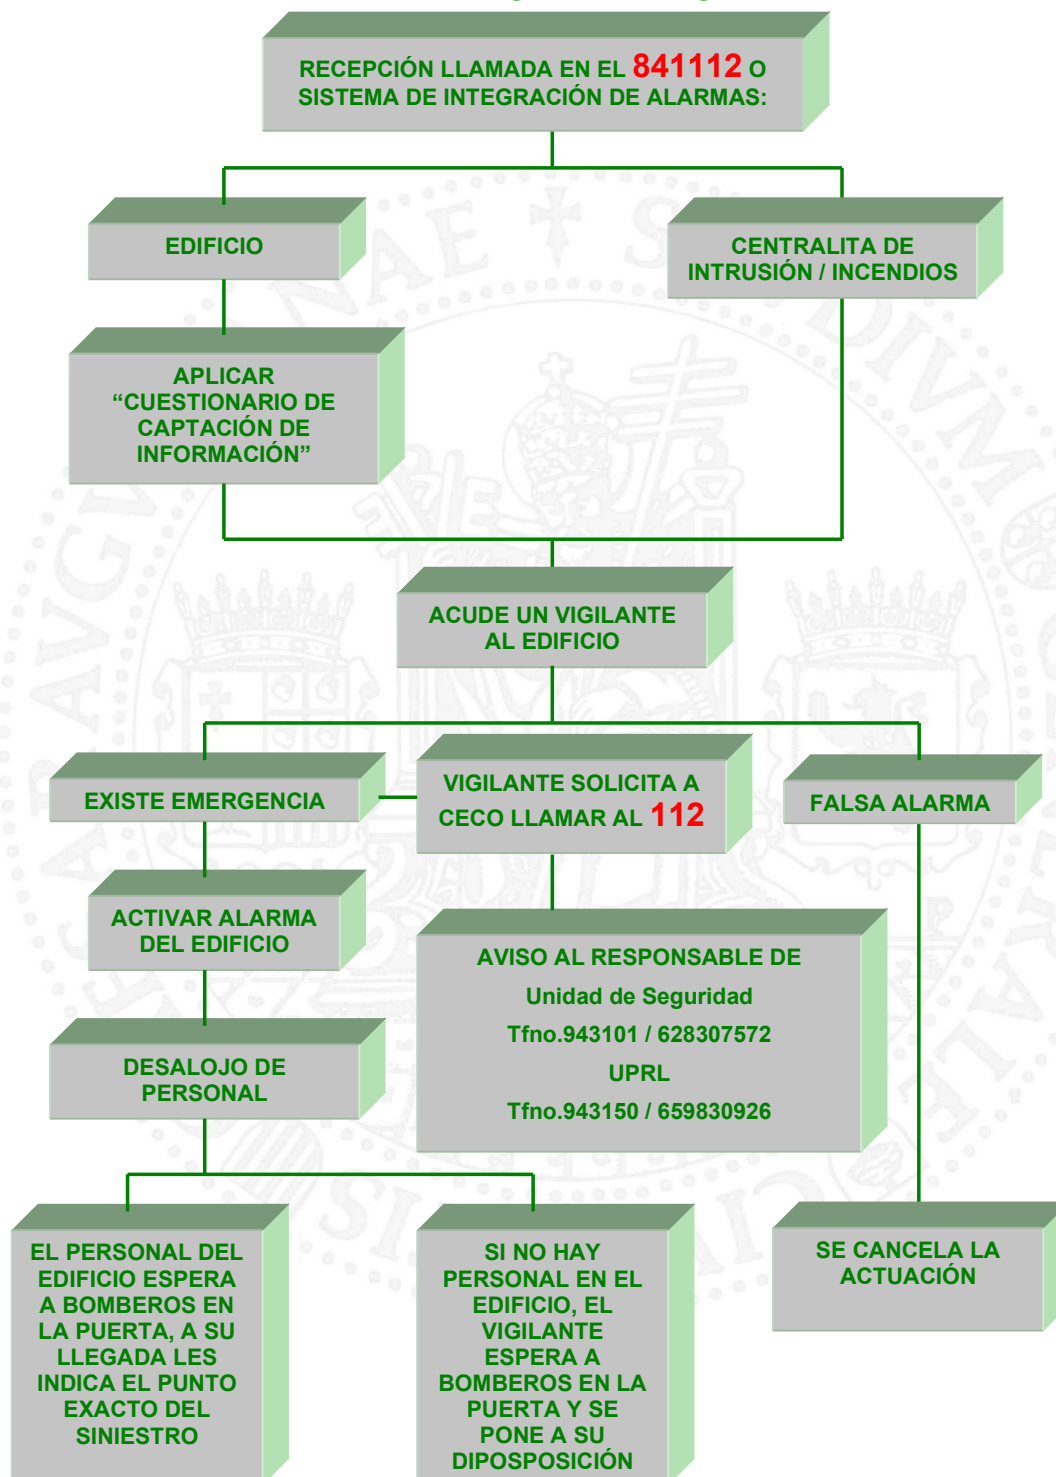 RECEPCIÓN LLAMADA EN EL 841112 O
SISTEMA DE INTEGRACIÓN DE ALARMAS:
EDIFICIO
CENTRALITA DE
INTRUSIÓN / INCENDIOS
APLICAR
“CUESTIONARIO DE
CAPTACIÓN DE
INFORMACIÓN”
ACUDE UN VIGILANTE
AL EDIFICIO
EXISTE EMERGENCIA
VIGILANTE SOLICITA A
CECO LLAMAR AL 112
FALSA ALARMA
ACTIVAR ALARMA
DEL EDIFICIO
AVISO AL RESPONSABLE DE
Unidad de Seguridad
Tfno.943101 / 628307572
UPRL
Tfno.943150 / 659830926
DESALOJO DE
PERSONAL
EL PERSONAL DEL
EDIFICIO ESPERA
A BOMBEROS EN
LA PUERTA, A SU
LLEGADA LES
INDICA EL PUNTO
EXACTO DEL
SINIESTRO
SI NO HAY
PERSONAL EN EL
EDIFICIO, EL
VIGILANTE
ESPERA A
BOMBEROS EN LA
PUERTA Y SE
PONE A SU
DIPOSPOSICIÓN
SE CANCELA LA
ACTUACIÓN